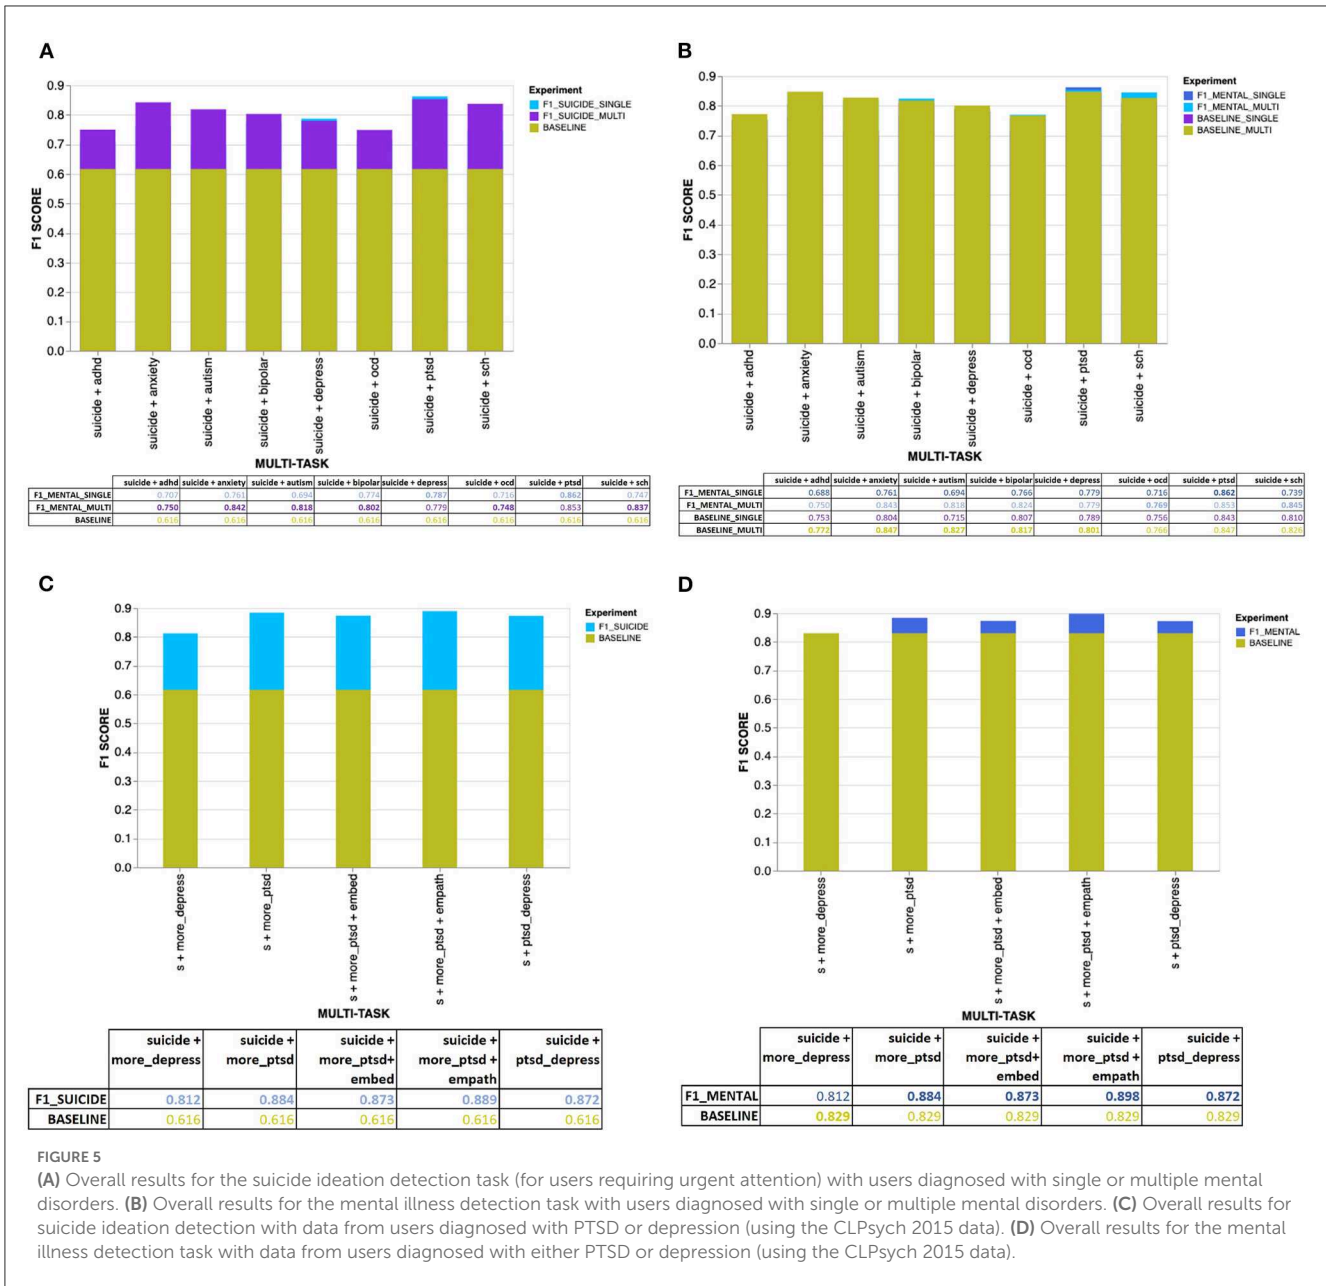 A
0.9
0.8
0.7
0.6
0.5
0.4
0.3
0.2
0.1
0.0
F1 SCORE
Experiment
F1_SUICIDE_SINGLE
F1_SUICIDE_MULTI
BASELINE
suicide + adhd
suicide + anxiety
suicide + autism
suicide + bipolar
suicide + depress
suicide + ocd
suicide + ptsd
suicide + sch
MULTI-TASK
suicide + adhd suicide + anxiety suicide + autism suicide + bipolar suicide + depress suicide + ocd suicide + ptsd suicide + sch
F1_MENTAL_SINGLE 0.707 0.761 0.694 0.774 0.787 0.716 0.862 0.747
F1_MENTAL_MULTI 0.750 0.842 0.818 0.802 0.779 0.748 0.853 0.837
BASELINE 0.616 0.616 0.616 0.616 0.616 0.616 0.616 0.616
B
0.9
0.8
0.7
0.6
0.5
0.4
0.3
0.2
0.1
0.0
F1 SCORE
Experiment
F1_MENTAL_SINGLE
F1_MENTAL_MULTI
BASELINE_SINGLE
BASELINE_MULTI
suicide + adhd
suicide + anxiety
suicide + autism
suicide + bipolar
suicide + depress
suicide + ocd
suicide + ptsd
suicide + sch
MULTI-TASK
suicide + adhd suicide + anxiety suicide + autism suicide + bipolar suicide + depress suicide + ocd suicide + ptsd suicide + sch
F1_MENTAL_SINGLE 0.688 0.761 0.694 0.766 0.779 0.716 0.862 0.739
F1_MENTAL_MULTI 0.750 0.843 0.818 0.824 0.779 0.769 0.853 0.845
BASELINE_SINGLE 0.753 0.804 0.715 0.807 0.789 0.756 0.843 0.810
BASELINE_MULTI 0.772 0.847 0.827 0.817 0.801 0.766 0.847 0.826
C
0.9
0.8
0.7
0.6
0.5
0.4
0.3
0.2
0.1
0.0
F1 SCORE
Experiment
F1_SUICIDE
BASELINE
s + more_depress
s + more_ptsd
s + more_ptsd + embed
s + more_ptsd + empath
s + ptsd_depress
MULTI-TASK
suicide + suicide + suicide + suicide + suicide +
more_depress more_ptsd more_ptsd+ more_ptsd + ptsd_depress
embed empath
F1_SUICIDE 0.812 0.884 0.873 0.889 0.872
BASELINE 0.616 0.616 0.616 0.616 0.616
D
0.9
0.8
0.7
0.6
0.5
0.4
0.3
0.2
0.1
0.0
F1 SCORE
Experiment
F1_MENTAL
BASELINE
s + more_depress
s + more_ptsd
s + more_ptsd + embed
s + more_ptsd + empath
s + ptsd_depress
MULTI-TASK
suicide + suicide + suicide + suicide + suicide +
more_depress more_ptsd more_ptsd+ more_ptsd + ptsd_depress
embed empath
F1_MENTAL 0.812 0.884 0.873 0.898 0.872
BASELINE 0.829 0.829 0.829 0.829 0.829
FIGURE 5
(A) Overall results for the suicide ideation detection task (for users requiring urgent attention) with users diagnosed with single or multiple mental
disorders. (B) Overall results for the mental illness detection task with users diagnosed with single or multiple mental disorders. (C) Overall results for
suicide ideation detection with data from users diagnosed with PTSD or depression (using the CLPsych 2015 data). (D) Overall results for the mental
illness detection task with data from users diagnosed with either PTSD or depression (using the CLPsych 2015 data).